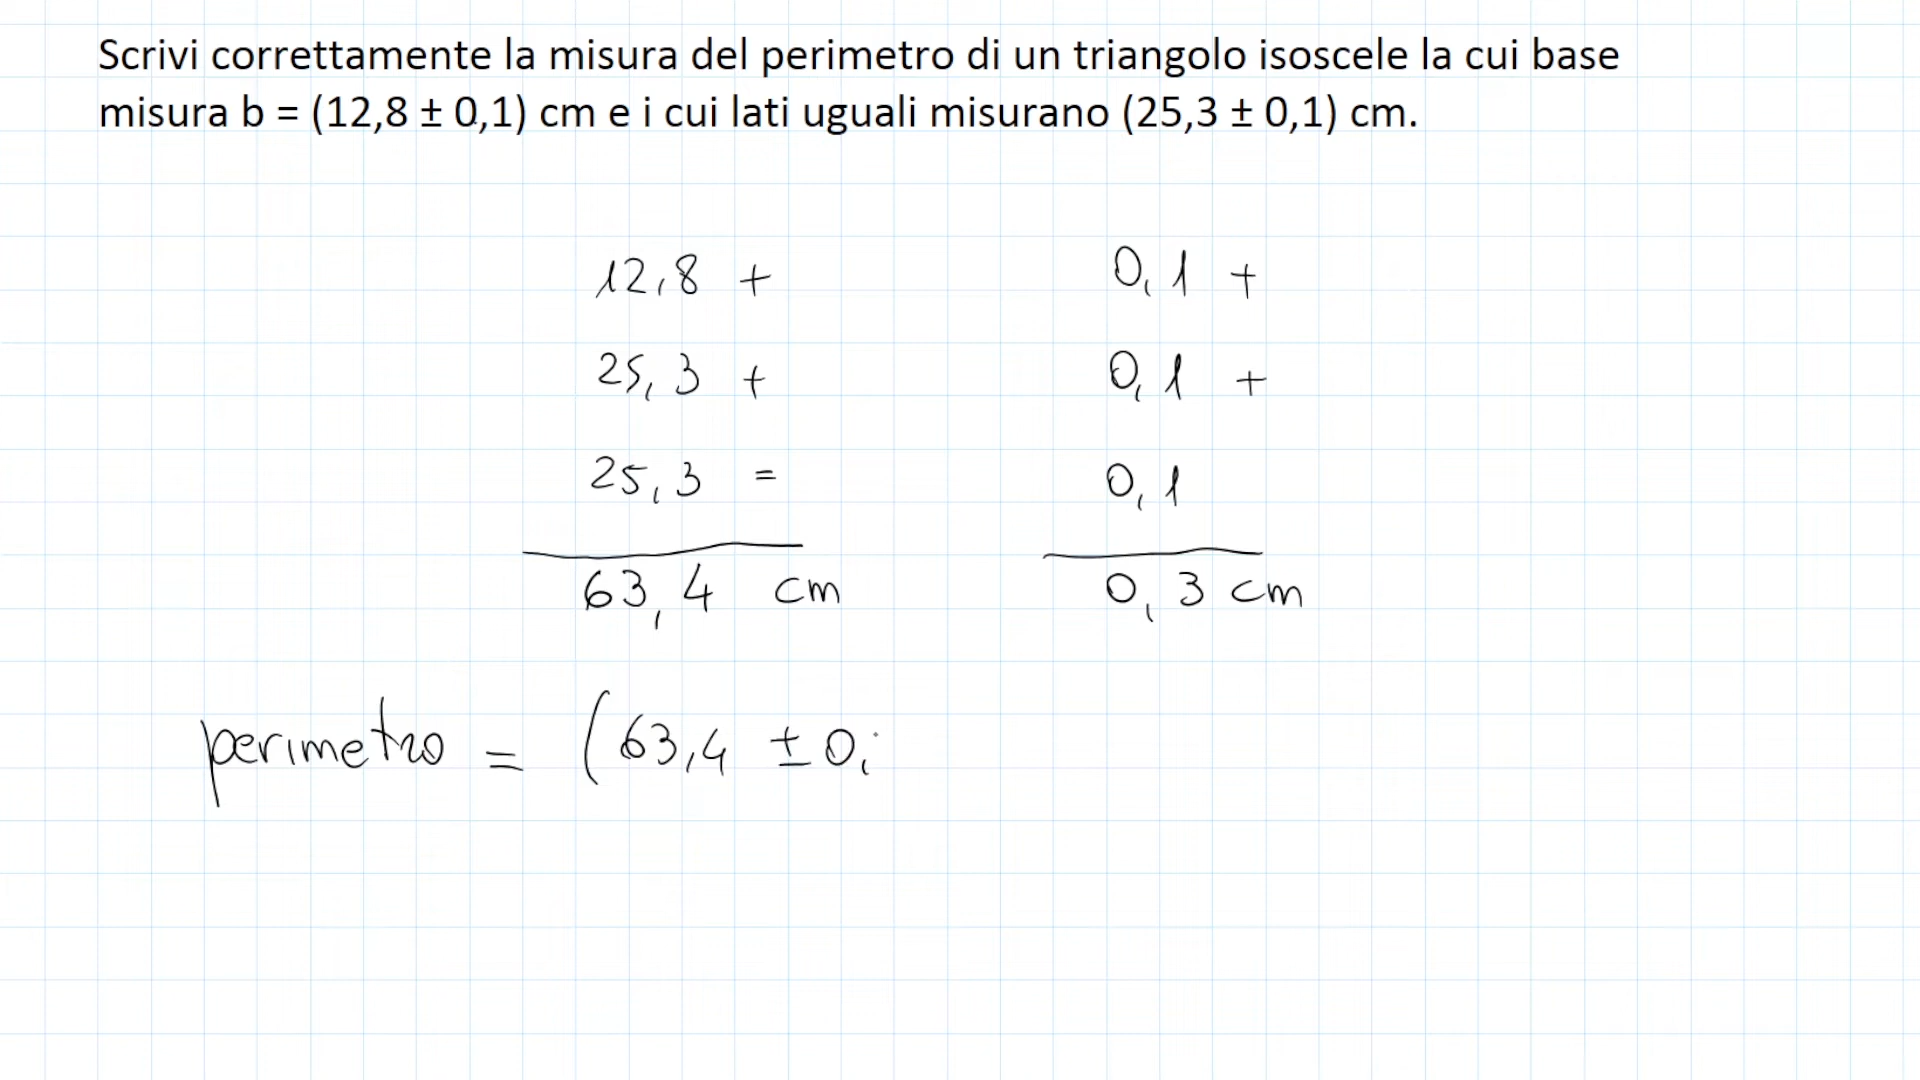 Scrivi correttamente la misura del perimetro di un triangolo isoscele la cui base
misura b = (12,8 ± 0,1) cm e i cui lati uguali misurano (25,3 ± 0,1) cm.
12,8 +
25,3 +
25,3 =
63,4 cm
0,1 +
0,1 +
0,1
0,3 cm
perimetro = (63,4 ± 0,